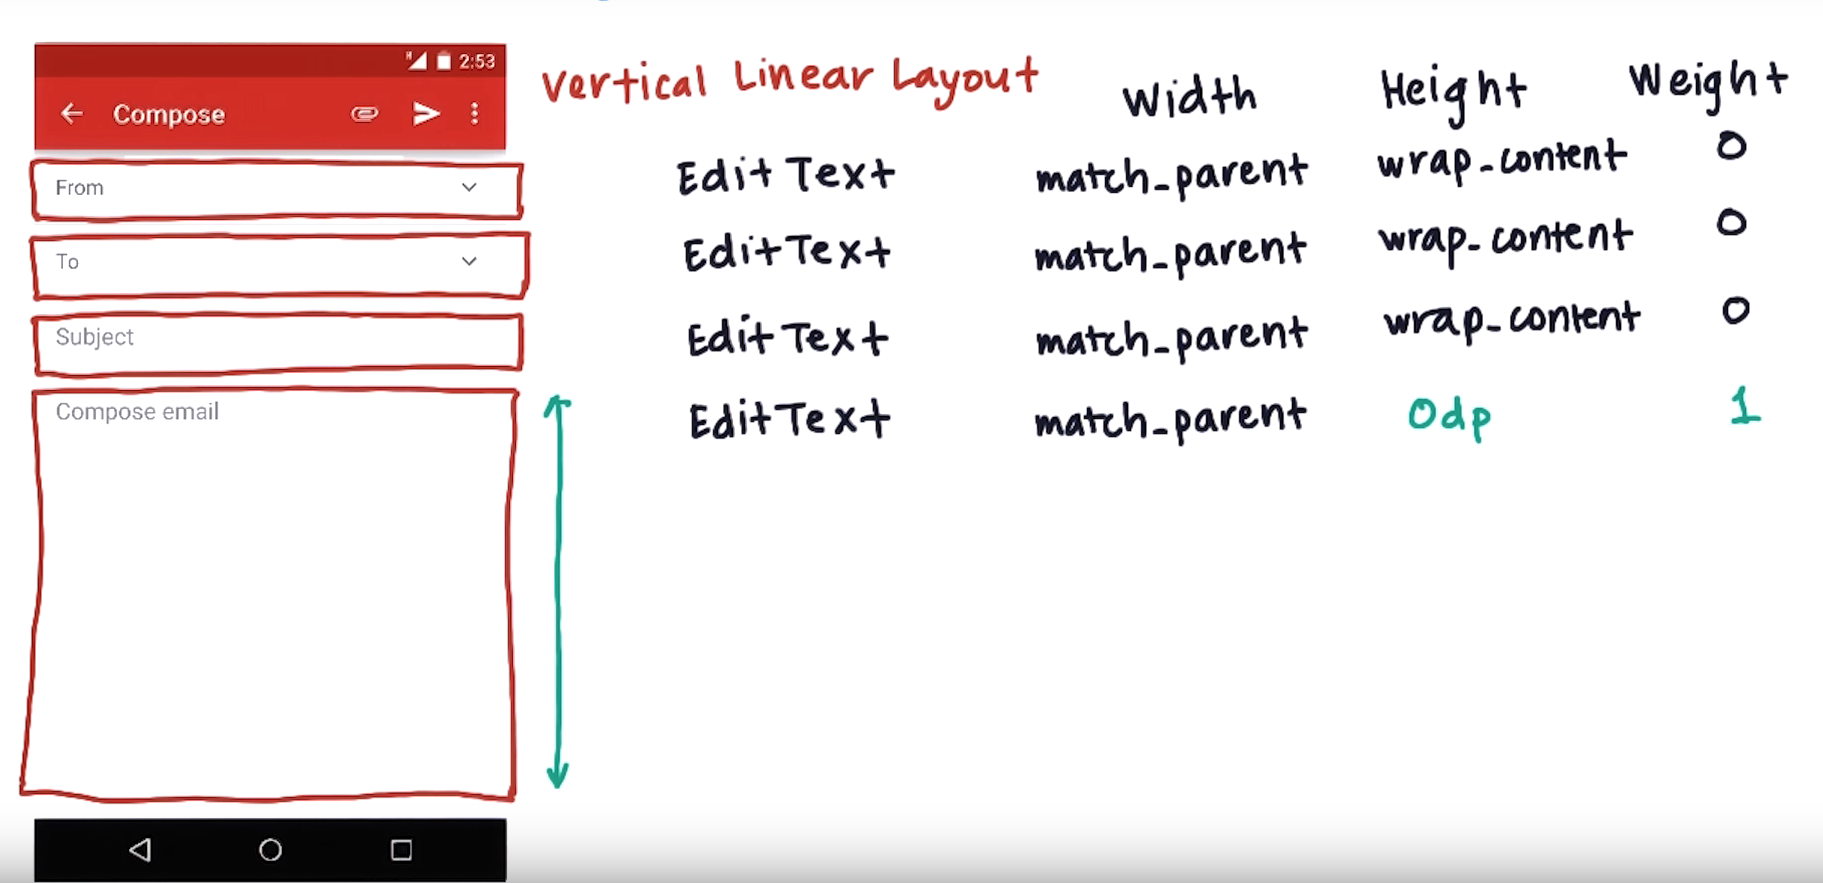 2:53
Compose
Vertical Linear Layout
Width Height Weight
From
EditText match_parent wrap_content 0
To
EditText match_parent wrap_content 0
Subject
EditText match_parent wrap_content 0
Compose email
EditText match_parent 0dp 1